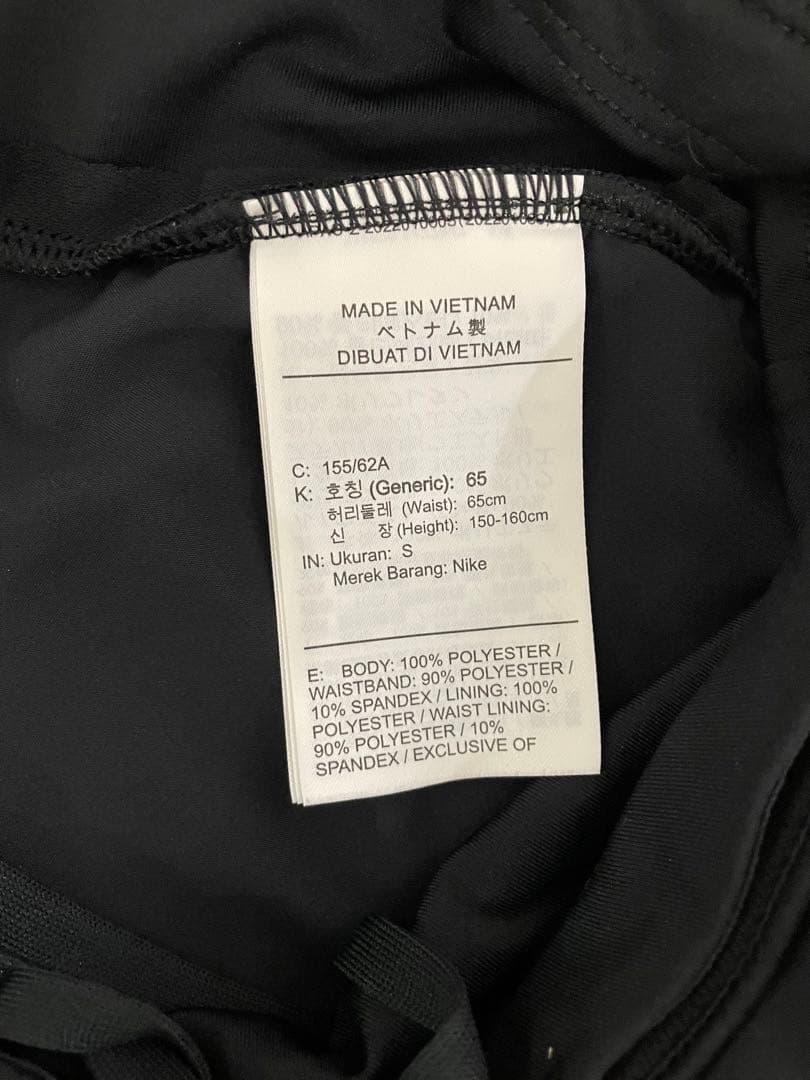 MADE IN VIETNAM
ベトナム製
DIBUAT DI VIETNAM
C: 155/62A
K: 호칭 (Generic): 65
허리둘레 (Waist): 65cm
신 장 (Height): 150-160cm
IN: Ukuran: S
Merek Barang: Nike
E: BODY: 100% POLYESTER /
WAISTBAND: 90% POLYESTER /
10% SPANDEX / LINING: 100%
POLYESTER / WAIST LINING:
90% POLYESTER / 10%
SPANDEX / EXCLUSIVE OF